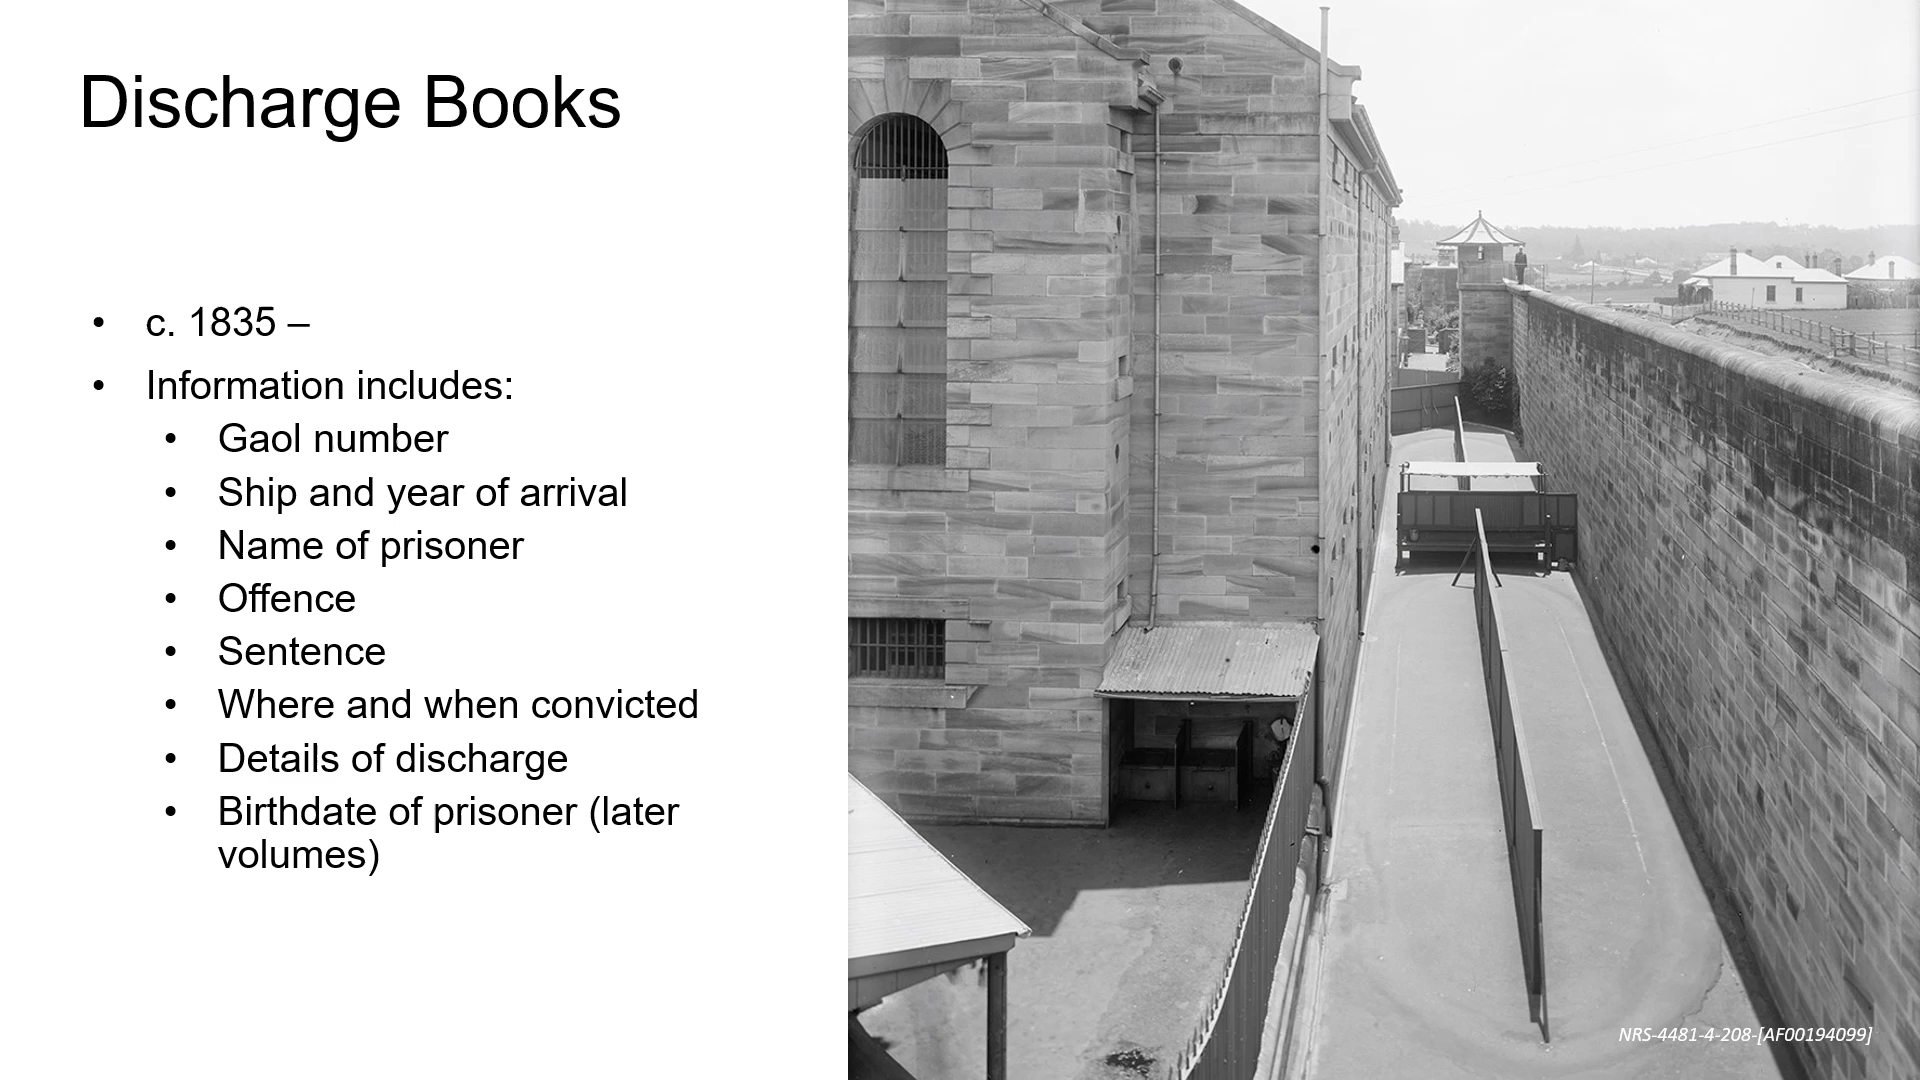 Discharge Books
• c. 1835 –
• Information includes:
• Gaol number
• Ship and year of arrival
• Name of prisoner
• Offence
• Sentence
• Where and when convicted
• Details of discharge
• Birthdate of prisoner (later
volumes)
NRS-4481-4-208-[AF00194099]